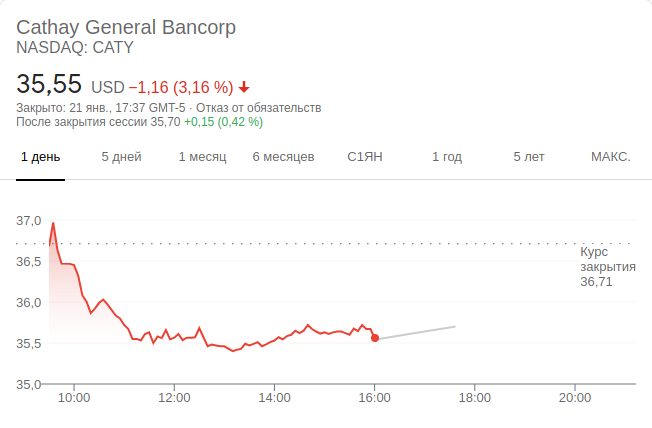 Cathay General Bancorp
NASDAQ: CATY
35,55 USD −1,16 (3,16 %)
Закрыто: 21 янв., 17:37 GMT-5 · Отказ от обязательств
После закрытия сессии 35,70 +0,15 (0,42 %)
1 день 5 дней 1 месяц 6 месяцев С1ЯН 1 год 5 лет МАКС.
37,0
Курс
закрытия
36,71
36,5
36,0
35,5
35,0
10:00 12:00 14:00 16:00 18:00 20:00